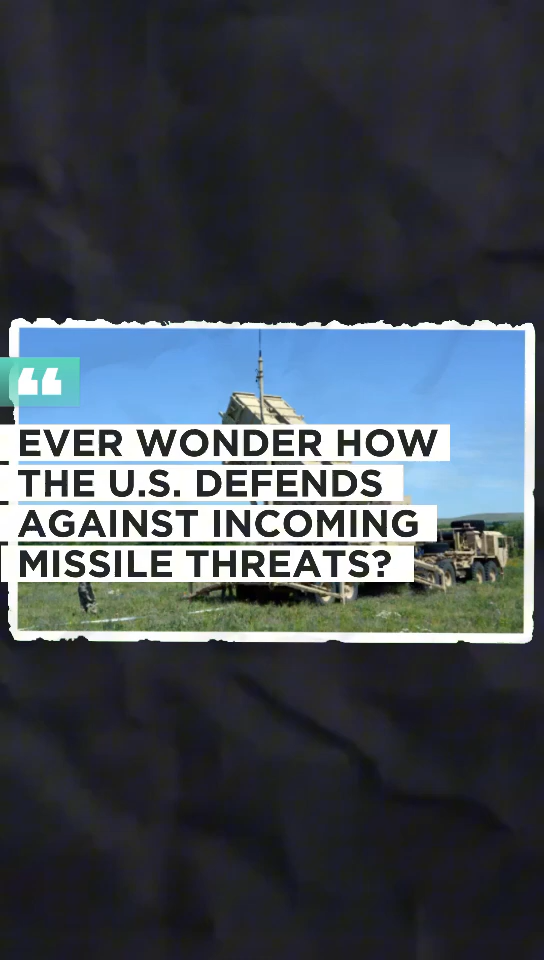 “
EVER WONDER HOW
THE U.S. DEFENDS
AGAINST INCOMING
MISSILE THREATS?